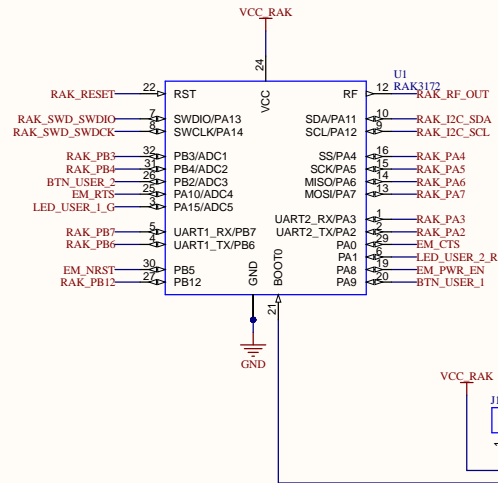 VCC_RAK
24
VCC
U1
RAK3172
RAK_RESET 22 RST
RF 12 RAK_RF_OUT
RAK_SWD_SWDIO 7 SWDIO/PA13
SDA/PA11 10 RAK_I2C_SDA
RAK_SWD_SWDCK 8 SWCLK/PA14
SCL/PA12 9 RAK_I2C_SCL
RAK_PB3 32 PB3/ADC1
SS/PA4 16 RAK_PA4
RAK_PB4 31 PB4/ADC2
SCK/PA5 15 RAK_PA5
BTN_USER_2 26 PB2/ADC3
MISO/PA6 14 RAK_PA6
EM_RTS 25 PA10/ADC4
MOSI/PA7 13 RAK_PA7
LED_USER_1_G 3 PA15/ADC5
UART2_RX/PA3 1 RAK_PA3
RAK_PB7 5 UART1_RX/PB7
UART2_TX/PA2 2 RAK_PA2
RAK_PB6 4 UART1_TX/PB6
PA0 29 EM_CTS
PA1 6 LED_USER_2_R
EM_NRST 30 PB5
PA8 19 EM_PWR_EN
RAK_PB12 27 PB12
PA9 20 BTN_USER_1
GND
BOOT0
21
GND
VCC_RAK
J1